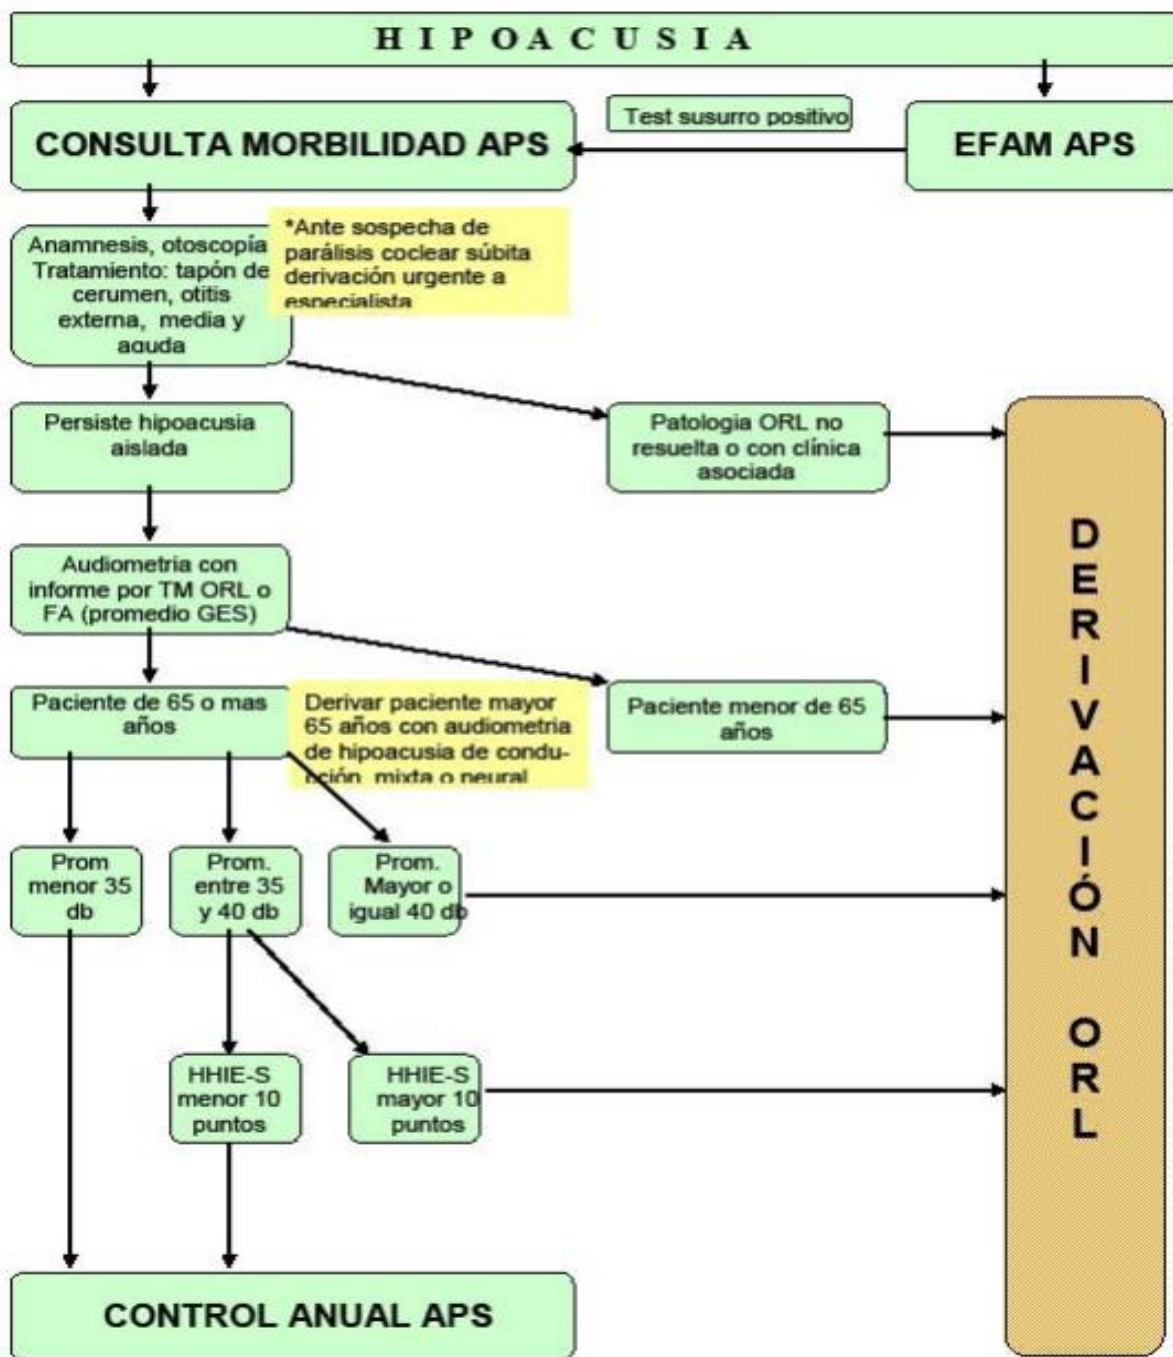 HIPOACUSIA
CONSULTA MORBILIDAD APS
Test susurro positivo
EFAM APS
Anamnesis, otoscopía
Tratamiento: tapón de
cerumen, otitis
externa, media y
aguda
*Ante sospecha de
parálisis coclear súbita
derivación urgente a
especialista
Persiste hipoacusia
aislada
Patologia ORL no
resuelta o con clínica
asociada
Audiometria con
informe por TM ORL o
FA (promedio GES)
Paciente de 65 o mas
años
Derivar paciente mayor
65 años con audiometria
de hipoacusia de condu-
cción, mixta o neural
Paciente menor de 65
años
Prom
menor 35
db
Prom.
entre 35
y 40 db
Prom.
Mayor o
igual 40 db
HHIE-S
menor 10
puntos
HHIE-S
mayor 10
puntos
CONTROL ANUAL APS
DERIVACIÓN ORL